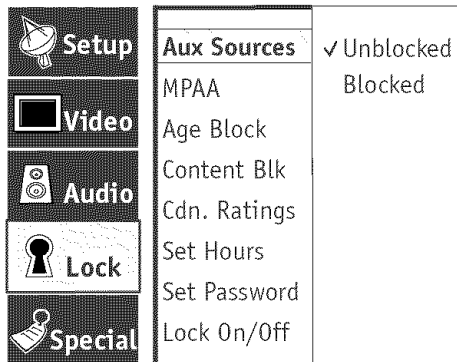 Setup
Video
Audio
Lock
Special
Aux Sources
MPAA
Age Block
Content Blk
Cdn. Ratings
Set Hours
Set Password
Lock On/Off
✓ Unblocked
Blocked